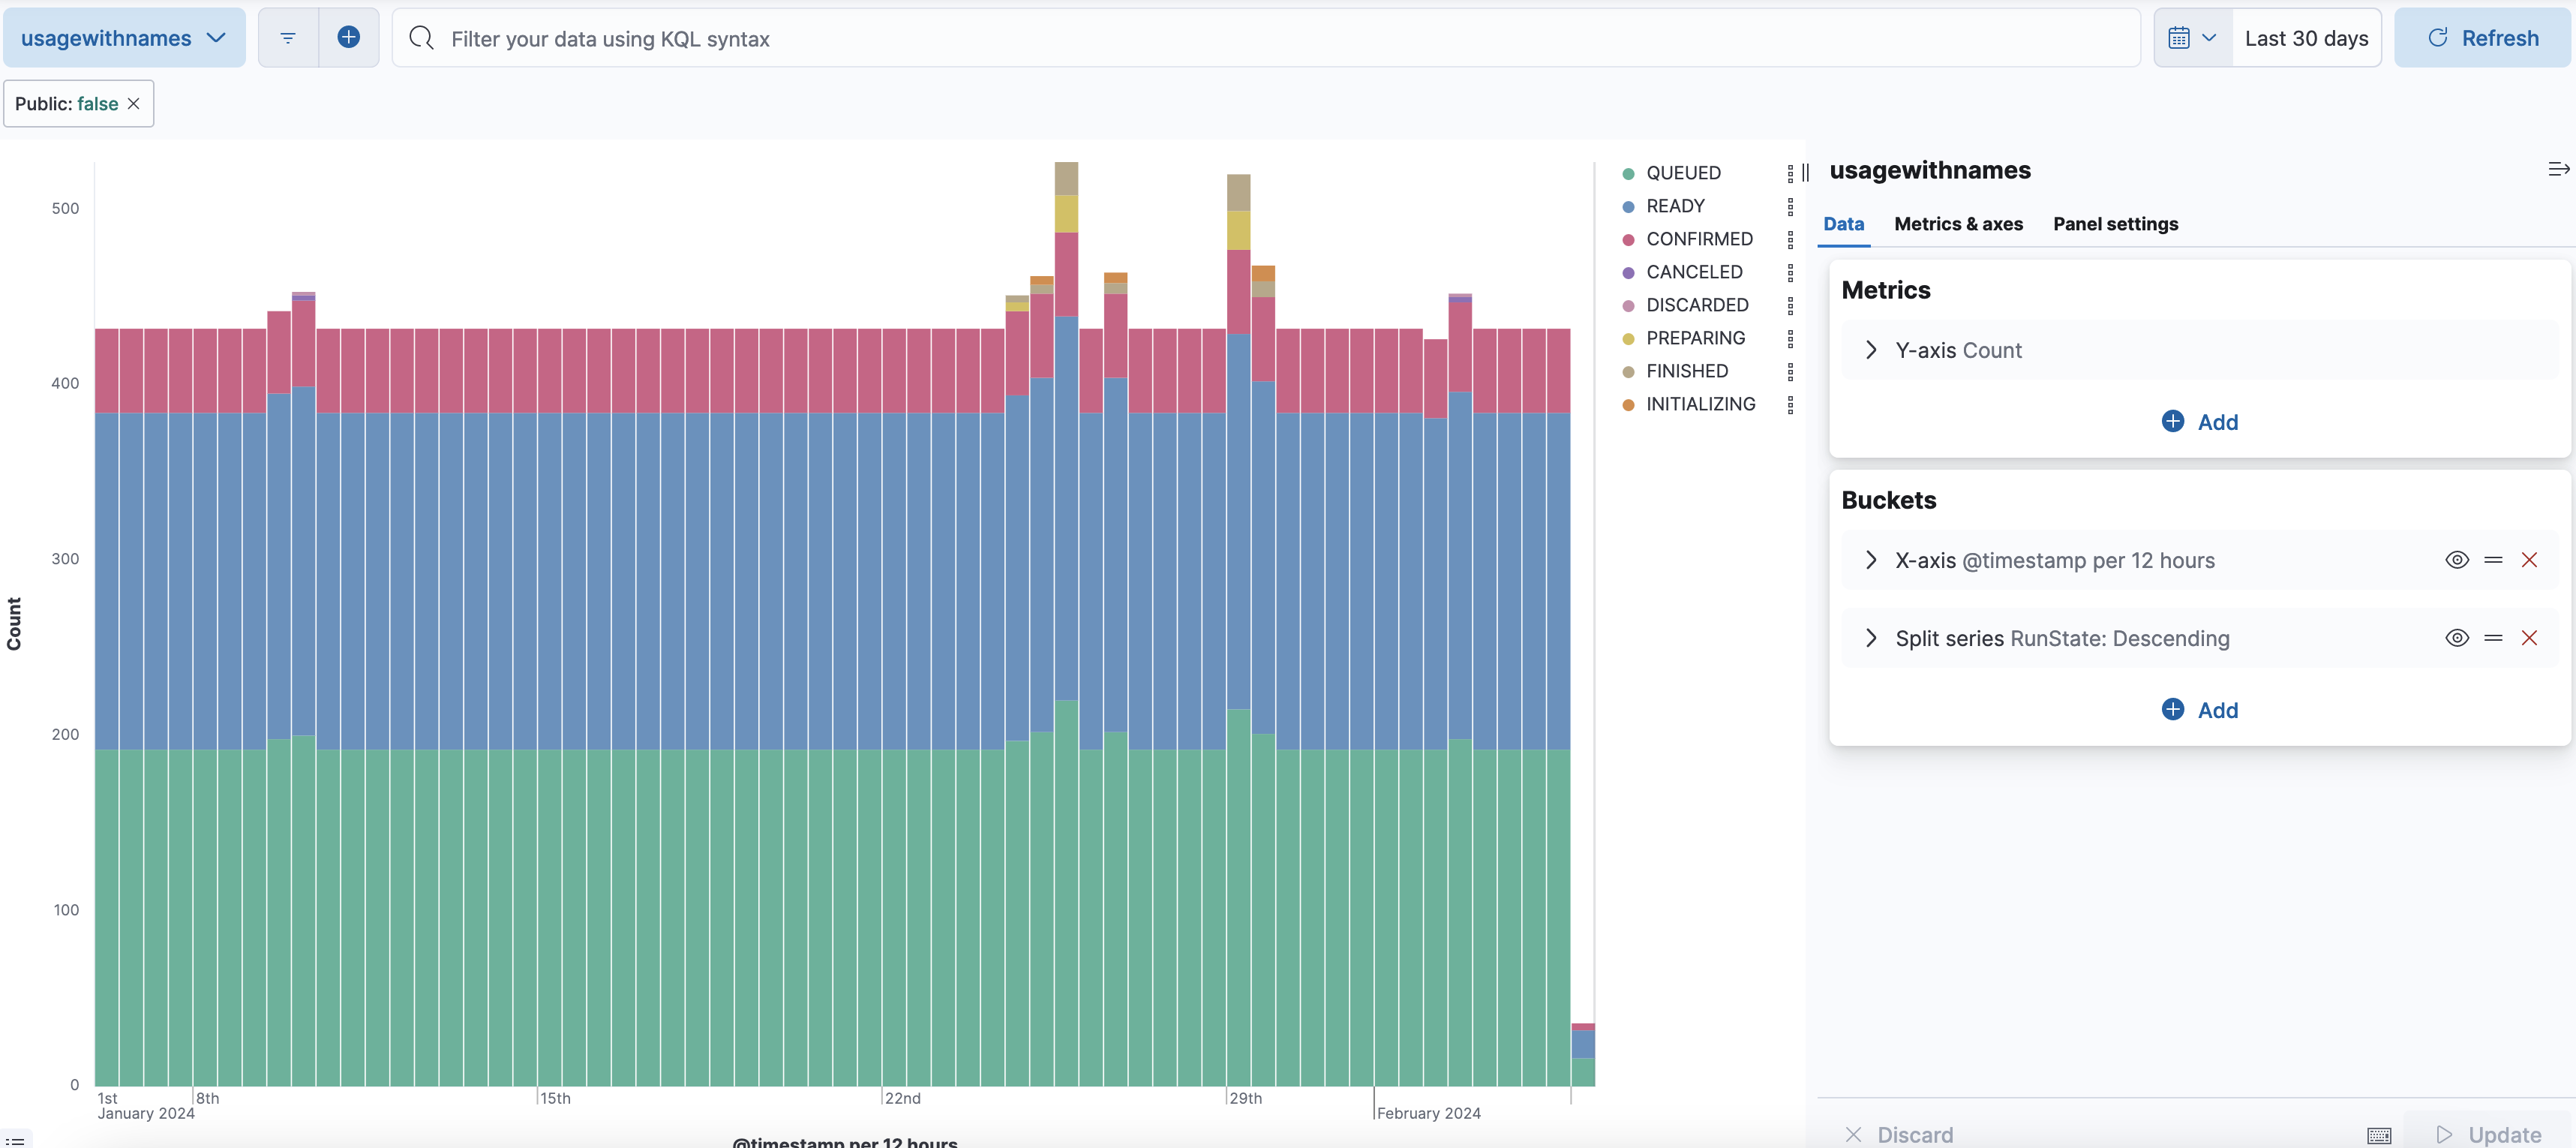 usagewithnames
Filter your data using KQL syntax
Last 30 days
Refresh
Public: false
500
400
300
200
100
0
Count
1st
8th
15th
22nd
29th
January 2024
February 2024
@timestamp per 12 hours
QUEUED
READY
CONFIRMED
CANCELED
DISCARDED
PREPARING
FINISHED
INITIALIZING
usagewithnames
Data
Metrics & axes
Panel settings
Metrics
Y-axis Count
Add
Buckets
X-axis @timestamp per 12 hours
Split series RunState: Descending
Add
Discard
Update